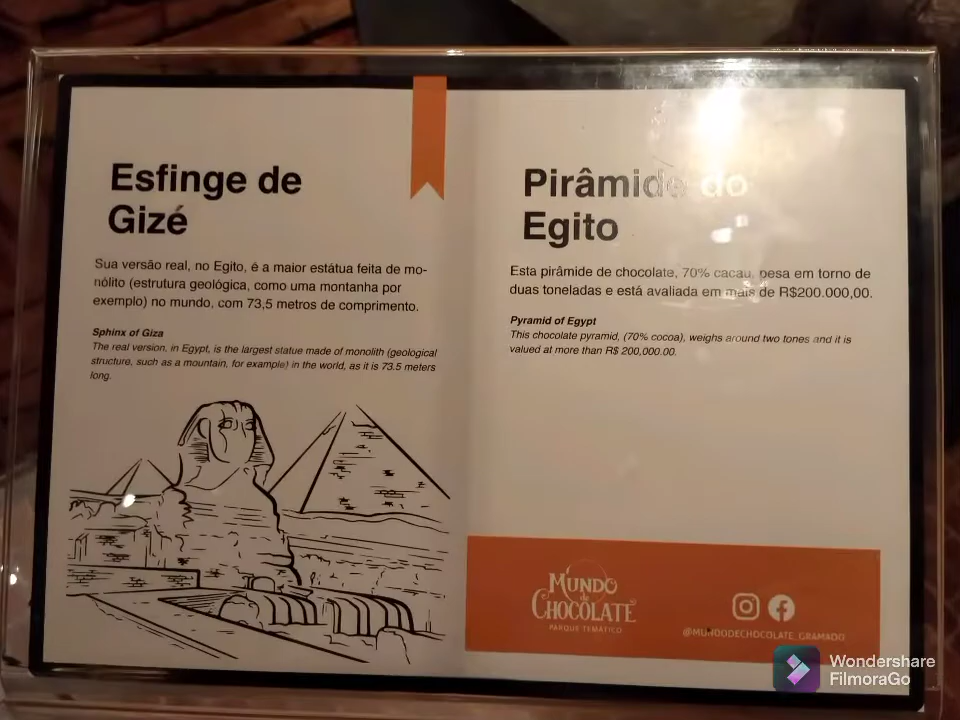 Esfinge de
Gizé
Sua versão real, no Egito, é a maior estátua feita de mo-
nólito (estrutura geológica, como uma montanha por
exemplo) no mundo, com 73,5 metros de comprimento.
Sphinx of Giza
The real version, in Egypt, is the largest statue made of monolith (geological
structure, such as a mountain, for example) in the world, as it is 73.5 meters
long.
Pirâmide do
Egito
Esta pirâmide de chocolate, 70% cacau, pesa em torno de
duas toneladas e está avaliada em mais de R$200.000,00.
Pyramid of Egypt
This chocolate pyramid, (70% cocoa), weighs around two tones and it is
valued at more than R$ 200,000.00.
MUNDO
de
CHOCOLATE
PARQUE TEMÁTICO
@MUNDODECHOCOLATE_GRAMADO
Wondershare
FilmoraGo